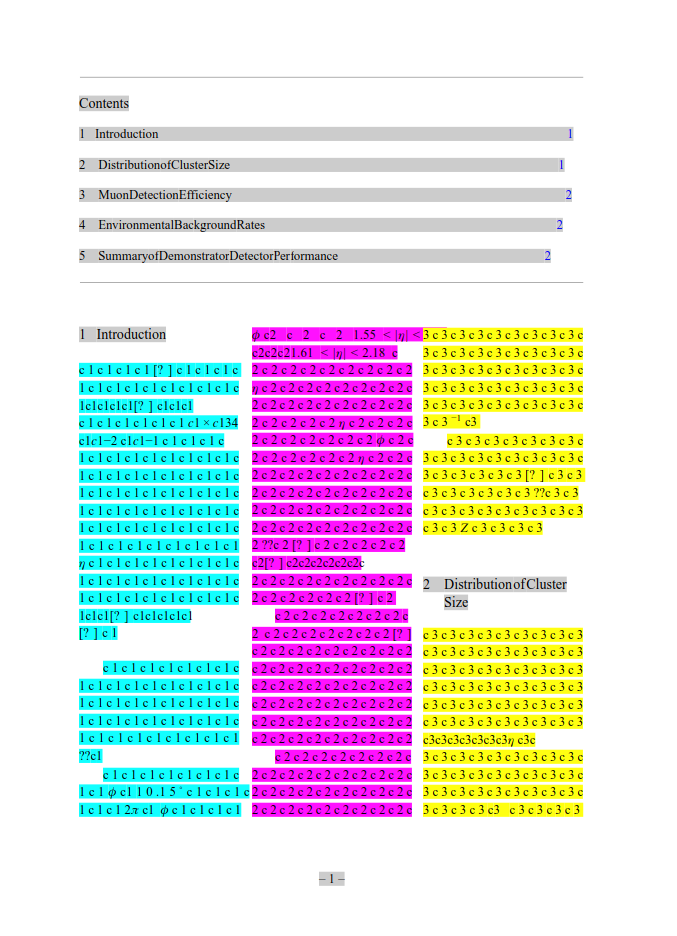 Contents
1 Introduction 1
2 DistributionofClusterSize 1
3 MuonDetectionEfficiency 2
4 EnvironmentalBackgroundRates 2
5 SummaryofDemonstratorDetectorPerformance 2
1 Introduction
c 1 c 1 c 1 c 1 [? ] c 1 c 1 c 1 c
1 c 1 c 1 c 1 c 1 c 1 c 1 c 1 c 1 c
1c1c1c1c1[? ] c1c1c1
c 1 c 1 c 1 c 1 c 1 c 1 c1 × c134
c1c1−2 c1c1−1 c 1 c 1 c 1 c
1 c 1 c 1 c 1 c 1 c 1 c 1 c 1 c 1 c
1 c 1 c 1 c 1 c 1 c 1 c 1 c 1 c 1 c
1 c 1 c 1 c 1 c 1 c 1 c 1 c 1 c 1 c
1 c 1 c 1 c 1 c 1 c 1 c 1 c 1 c 1 c
1 c 1 c 1 c 1 c 1 c 1 c 1 c 1 c 1 c
1 c 1 c 1 c 1 c 1 c 1 c 1 c 1 c 1
η c 1 c 1 c 1 c 1 c 1 c 1 c 1 c 1 c
1 c 1 c 1 c 1 c 1 c 1 c 1 c 1 c 1 c
1 c 1 c 1 c 1 c 1 c 1 c 1 c 1 c 1 c
1c1c1[? ] c1c1c1c1
[? ] c 1
c 1 c 1 c 1 c 1 c 1 c 1 c 1 c
1 c 1 c 1 c 1 c 1 c 1 c 1 c 1 c 1 c
1 c 1 c 1 c 1 c 1 c 1 c 1 c 1 c 1 c
1 c 1 c 1 c 1 c 1 c 1 c 1 c 1 c 1 c
1 c 1 c 1 c 1 c 1 c 1 c 1 c 1 c 1
??c1
c 1 c 1 c 1 c 1 c 1 c 1 c 1 c
1 c 1 ϕ c1 1 0 . 1 5 ° c 1 c 1 c 1 c
1 c 1 c 1 2π c1 ϕ c 1 c 1 c 1 c 1
ϕ c2 c 2 c 2 1.55 < |η| <
c2c2c21.61 < |η| < 2.18 c
2 c 2 c 2 c 2 c 2 c 2 c 2 c 2 c 2
η c 2 c 2 c 2 c 2 c 2 c 2 c 2 c 2 c
2 c 2 c 2 c 2 c 2 c 2 c 2 c 2 c 2 c
2 c 2 c 2 c 2 c 2 η c 2 c 2 c 2 c
2 c 2 c 2 c 2 c 2 c 2 c 2 ϕ c 2 c
2 c 2 c 2 c 2 c 2 c 2 η c 2 c 2 c
2 c 2 c 2 c 2 c 2 c 2 c 2 c 2 c 2 c
2 c 2 c 2 c 2 c 2 c 2 c 2 c 2 c 2 c
2 c 2 c 2 c 2 c 2 c 2 c 2 c 2 c 2 c
2 c 2 c 2 c 2 c 2 c 2 c 2 c 2 c 2 c
2 ??c 2 [? ] c 2 c 2 c 2 c 2 c 2
c2[? ] c2c2c2c2c2c2c
2 c 2 c 2 c 2 c 2 c 2 c 2 c 2 c 2 c
2 c 2 c 2 c 2 c 2 c 2 [? ] c 2
c 2 c 2 c 2 c 2 c 2 c 2 c 2 c
2 c 2 c 2 c 2 c 2 c 2 c 2 c 2 [? ]
c 2 c 2 c 2 c 2 c 2 c 2 c 2 c 2 c 2
c 2 c 2 c 2 c 2 c 2 c 2 c 2 c 2 c 2
c 2 c 2 c 2 c 2 c 2 c 2 c 2 c 2 c 2
c 2 c 2 c 2 c 2 c 2 c 2 c 2 c 2 c 2
c 2 c 2 c 2 c 2 c 2 c 2 c 2 c 2 c 2
c 2 c 2 c 2 c 2 c 2 c 2 c 2 c 2 c 2
c 2 c 2 c 2 c 2 c 2 c 2 c 2 c
2 c 2 c 2 c 2 c 2 c 2 c 2 c 2 c 2 c
2 c 2 c 2 c 2 c 2 c 2 c 2 c 2 c 2 c
2 c 2 c 2 c 2 c 2 c 2 c 2 c 2 c 2 c
3 c 3 c 3 c 3 c 3 c 3 c 3 c 3 c 3 c
3 c 3 c 3 c 3 c 3 c 3 c 3 c 3 c 3 c
3 c 3 c 3 c 3 c 3 c 3 c 3 c 3 c 3 c
3 c 3 c 3 c 3 c 3 c 3 c 3 c 3 c 3 c
3 c 3 c 3 c 3 c 3 c 3 c 3 c 3 c 3 c
3 c 3 −1 c3
c 3 c 3 c 3 c 3 c 3 c 3 c 3 c
3 c 3 c 3 c 3 c 3 c 3 c 3 c 3 c 3 c
3 c 3 c 3 c 3 c 3 c 3 [? ] c 3 c 3
c 3 c 3 c 3 c 3 c 3 c 3 ??c 3 c 3
c 3 c 3 c 3 c 3 c 3 c 3 c 3 c 3 c 3
c 3 c 3 Z c 3 c 3 c 3 c 3
2 DistributionofCluster
Size
c 3 c 3 c 3 c 3 c 3 c 3 c 3 c 3 c 3
c 3 c 3 c 3 c 3 c 3 c 3 c 3 c 3 c 3
c 3 c 3 c 3 c 3 c 3 c 3 c 3 c 3 c 3
c 3 c 3 c 3 c 3 c 3 c 3 c 3 c 3 c 3
c 3 c 3 c 3 c 3 c 3 c 3 c 3 c 3 c 3
c 3 c 3 c 3 c 3 c 3 c 3 c 3 c 3 c 3
c3c3c3c3c3c3c3η c3c
3 c 3 c 3 c 3 c 3 c 3 c 3 c 3 c 3 c
3 c 3 c 3 c 3 c 3 c 3 c 3 c 3 c 3 c
3 c 3 c 3 c 3 c 3 c 3 c 3 c 3 c 3 c
3 c 3 c 3 c 3 c3 c 3 c 3 c 3 c 3
– 1 –